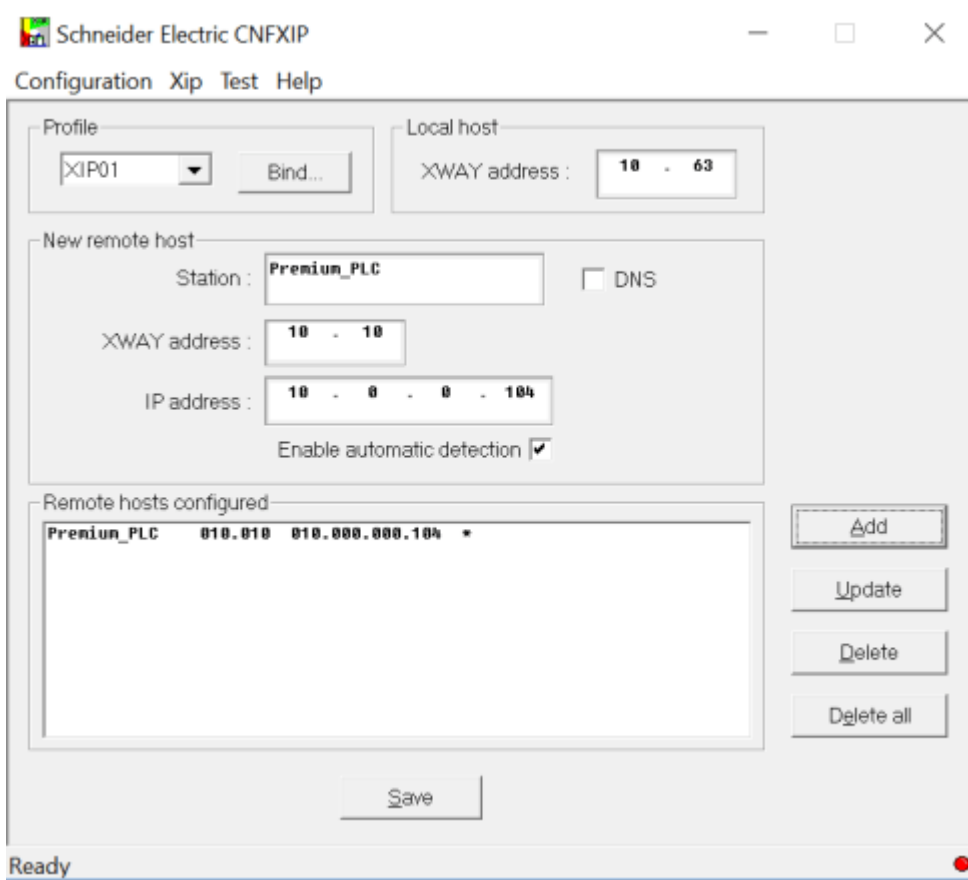 Schneider Electric CNFXIP
Configuration Xip Test Help
Profile
XIP01
Bind...
Local host
XWAY address :
10 . 63
New remote host
Station :
Premium_PLC
DNS
XWAY address :
10 . 10
IP address :
10 . 0 . 0 . 104
Enable automatic detection
Remote hosts configured
Premium_PLC 010.010 010.000.000.104 *
Add
Update
Delete
Delete all
Save
Ready